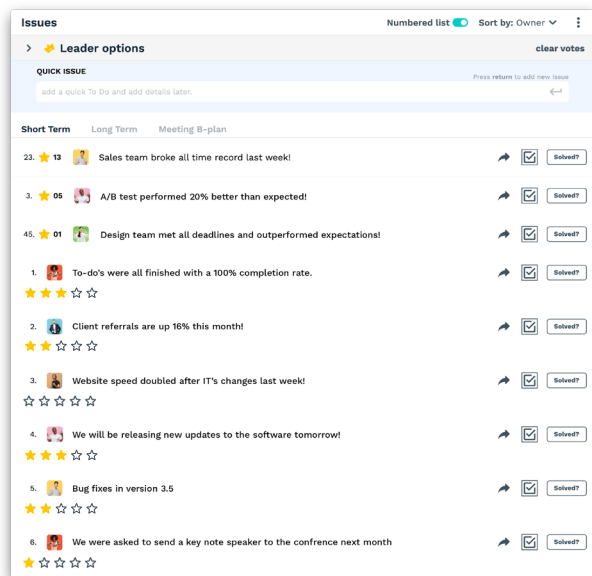 Issues Numbered list Sort by: Owner
Leader options clear votes
QUICK ISSUE
Press return to add new issue
add a quick To Do and add details later.
Short Term Long Term Meeting B-plan
23. 13 Sales team broke all time record last week! Solved?
3. 05 A/B test performed 20% better than expected! Solved?
45. 01 Design team met all deadlines and outperformed expectations! Solved?
1. To-do's were all finished with a 100% completion rate. Solved?
2. Client referrals are up 16% this month! Solved?
3. Website speed doubled after IT's changes last week! Solved?
4. We will be releasing new updates to the software tomorrow! Solved?
5. Bug fixes in version 3.5 Solved?
6. We were asked to send a key note speaker to the confrence next month Solved?